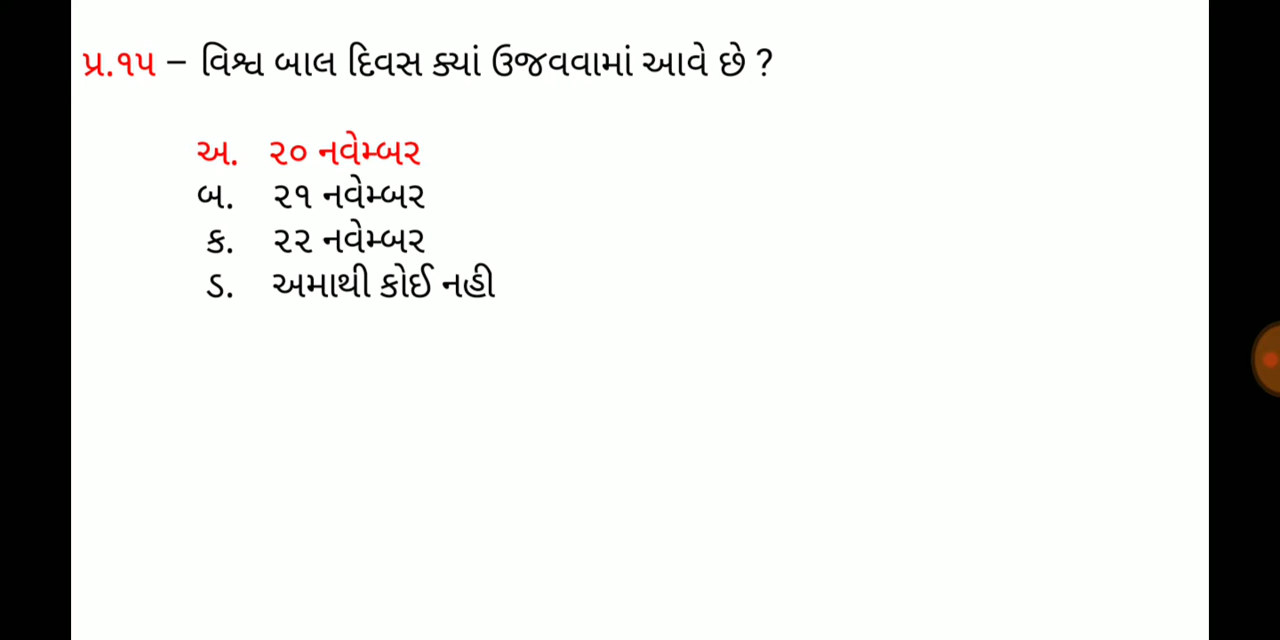 પ્ર.૧૫ – વિશ્વ બાલ દિવસ ક્યાં ઉજવવામાં આવે છે ?
અ. ૨૦ નવેમ્બર
બ. ૨૧ નવેમ્બર
ક. ૨૨ નવેમ્બર
ડ. અમાથી કોઈ નહી